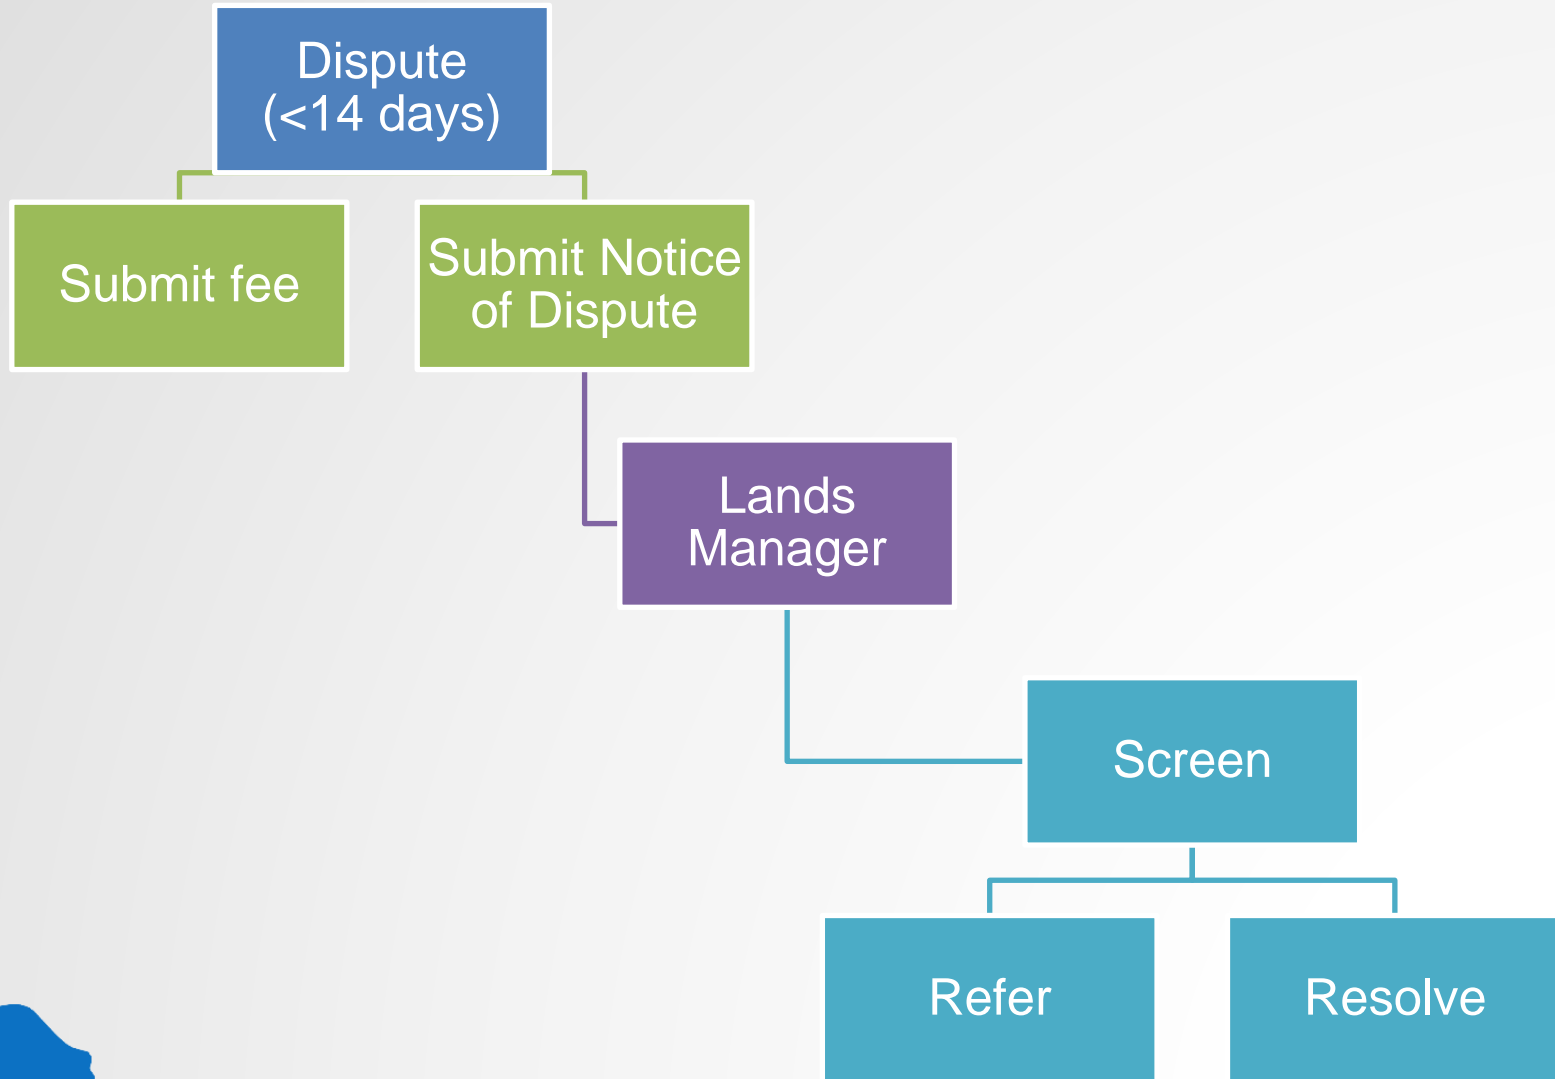 Dispute
(<14 days)
Submit fee
Submit Notice
of Dispute
Lands
Manager
Screen
Refer
Resolve